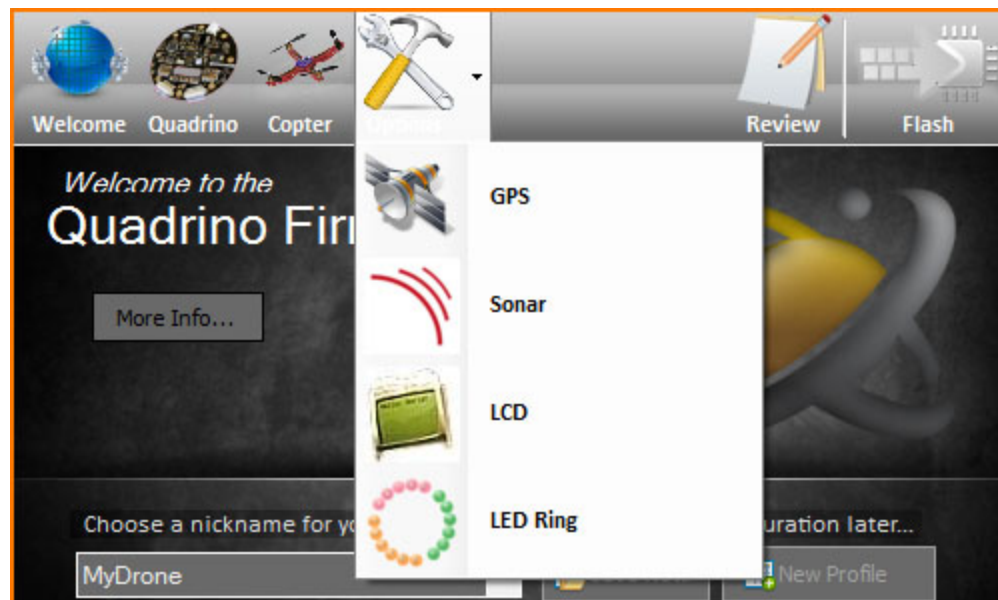 Welcome Quadrino Copter Options Review Flash
Welcome to the
Quadrino Fir
More Info...
GPS
Sonar
LCD
LED Ring
Choose a nickname for yo
uration later...
MyDrone
New Profile